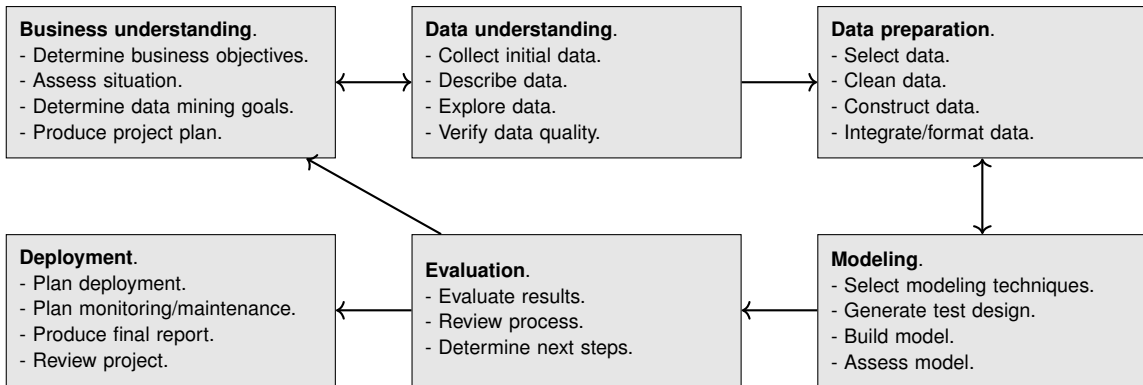 Business understanding.
- Determine business objectives.
- Assess situation.
- Determine data mining goals.
- Produce project plan.
Data understanding.
- Collect initial data.
- Describe data.
- Explore data.
- Verify data quality.
Data preparation.
- Select data.
- Clean data.
- Construct data.
- Integrate/format data.
Deployment.
- Plan deployment.
- Plan monitoring/maintenance.
- Produce final report.
- Review project.
Evaluation.
- Evaluate results.
- Review process.
- Determine next steps.
Modeling.
- Select modeling techniques.
- Generate test design.
- Build model.
- Assess model.